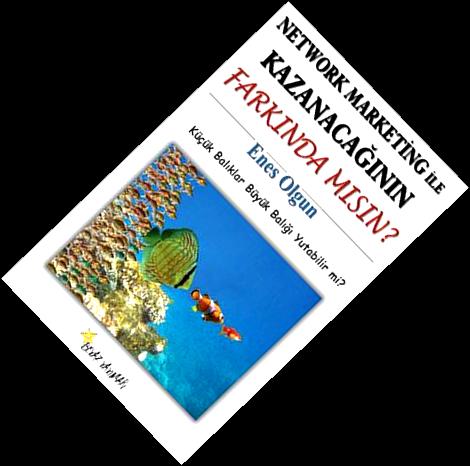 NETWORK MARKETİNG İLE
KAZANACAĞININ
FARKINDA MISIN?
Enes Olgun
Küçük Balıklar Büyük Balığı Yutabilir mi?